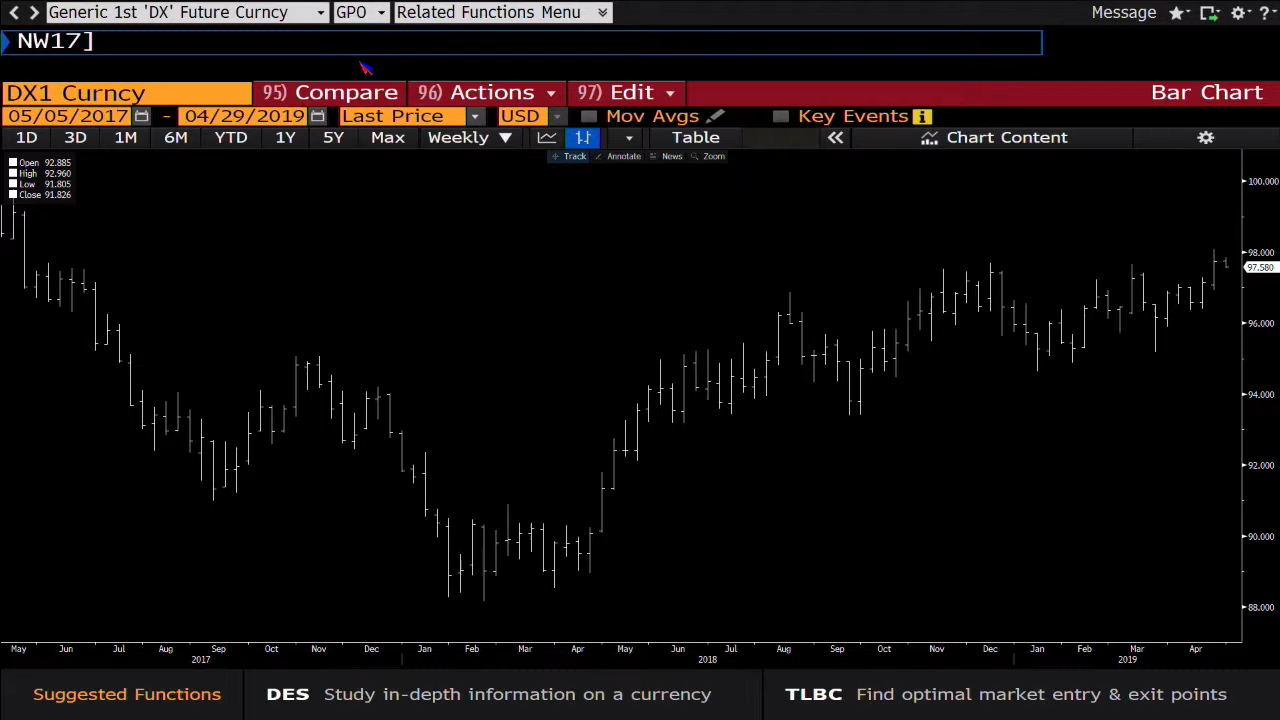 Generic 1st 'DX' Future Curncy GPO Related Functions Menu Message ?
NW17]
DX1 Curncy 95) Compare 96) Actions 97) Edit Bar Chart
05/05/2017 - 04/29/2019 Last Price USD Mov Avgs Key Events i
1D 3D 1M 6M YTD 1Y 5Y Max Weekly ▼ Table « Chart Content
Track Annotate News Zoom
Open 92.885
High 92.960
Low 91.805
Close 91.826
100.000
98.000
97.580
96.000
94.000
92.000
90.000
88.000
May Jun Jul Aug Sep Oct Nov Dec Jan Feb Mar Apr May Jun Jul Aug Sep Oct Nov Dec Jan Feb Mar Apr
2017 2018 2019
Suggested Functions DES Study in-depth information on a currency TLBC Find optimal market entry & exit points